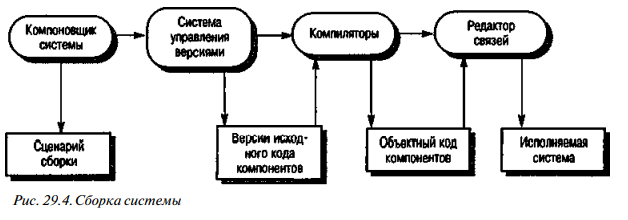 Компоновщик
системы
Система
управления
версиями
Компиляторы
Редактор
связей
Сценарий
сборки
Версии исход-
ного кода
компонентов
Объектный код
компонентов
Исполняемая
система
Рис. 29.4. Сборка системы